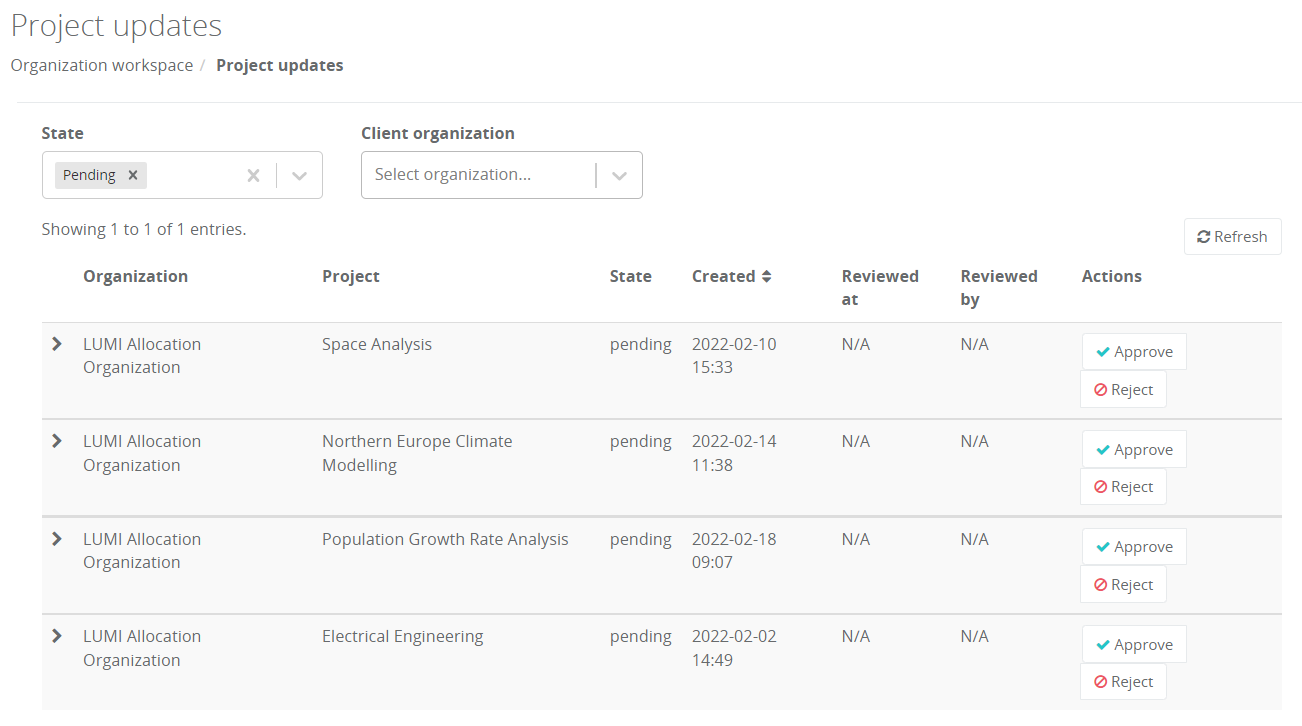 Project updates
Organization workspace / Project updates
State
Client organization
Pending
Select organization...
Showing 1 to 1 of 1 entries.
Refresh
Organization Project State Created Reviewed at Reviewed by Actions
LUMI Allocation Organization Space Analysis pending 2022-02-10 15:33 N/A N/A Approve
Reject
LUMI Allocation Organization Northern Europe Climate Modelling pending 2022-02-14 11:38 N/A N/A Approve
Reject
LUMI Allocation Organization Population Growth Rate Analysis pending 2022-02-18 09:07 N/A N/A Approve
Reject
LUMI Allocation Organization Electrical Engineering pending 2022-02-02 14:49 N/A N/A Approve
Reject